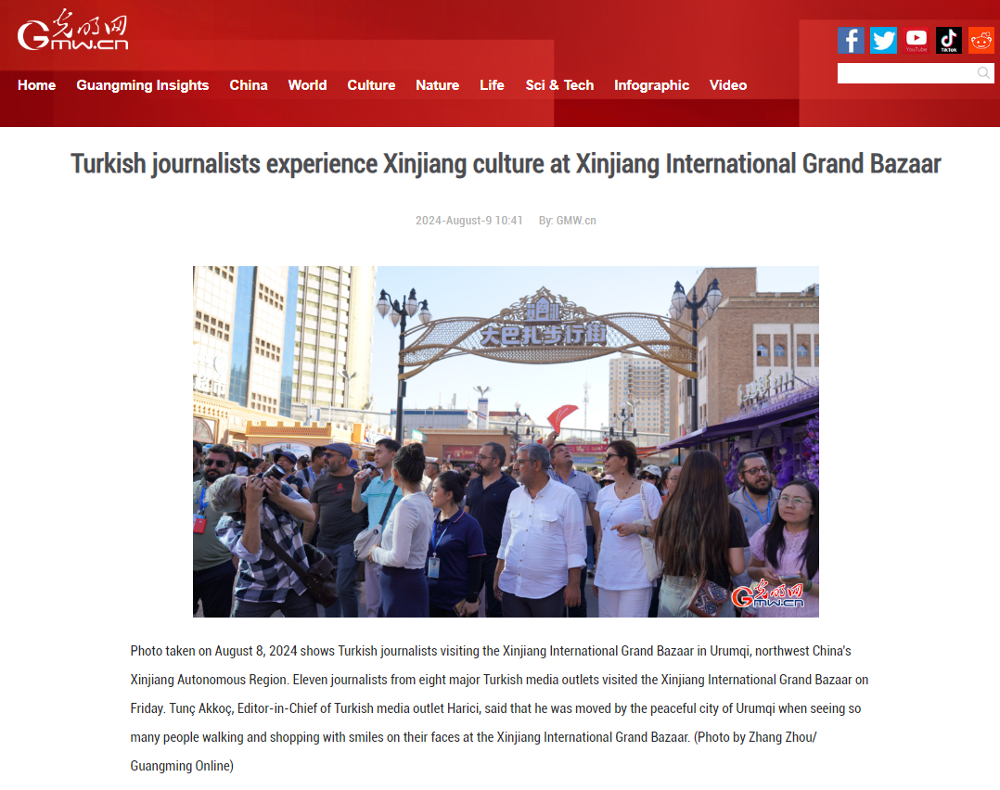 光明网
GMW.cn
YouTube
TikTok
Home Guangming Insights China World Culture Nature Life Sci & Tech Infographic Video
Turkish journalists experience Xinjiang culture at Xinjiang International Grand Bazaar
2024-August-9 10:41 By: GMW.cn
大巴扎步行街
光明网
GMW.cn
Photo taken on August 8, 2024 shows Turkish journalists visiting the Xinjiang International Grand Bazaar in Urumqi, northwest China's
Xinjiang Autonomous Region. Eleven journalists from eight major Turkish media outlets visited the Xinjiang International Grand Bazaar on
Friday. Tunç Akkoç, Editor-in-Chief of Turkish media outlet Harici, said that he was moved by the peaceful city of Urumqi when seeing so
many people walking and shopping with smiles on their faces at the Xinjiang International Grand Bazaar. (Photo by Zhang Zhou/
Guangming Online)